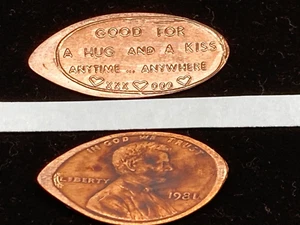 GOOD FOR
A HUG AND A KISS
ANYTIME ... ANYWHERE
XXX OOO
IN GOD WE TRUST
LIBERTY
1981